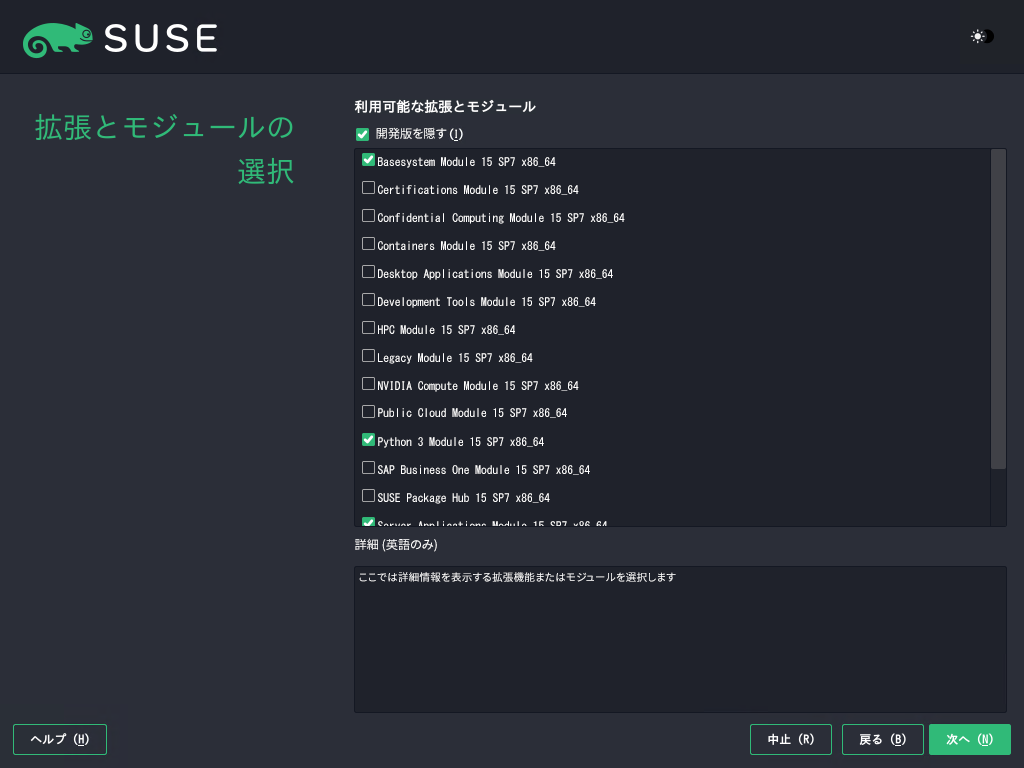 SUSE
拡張とモジュールの
選択
利用可能な拡張とモジュール
開発版を隠す(I)
Basesystem Module 15 SP7 x86_64
Certifications Module 15 SP7 x86_64
Confidential Computing Module 15 SP7 x86_64
Containers Module 15 SP7 x86_64
Desktop Applications Module 15 SP7 x86_64
Development Tools Module 15 SP7 x86_64
HPC Module 15 SP7 x86_64
Legacy Module 15 SP7 x86_64
NVIDIA Compute Module 15 SP7 x86_64
Public Cloud Module 15 SP7 x86_64
Python 3 Module 15 SP7 x86_64
SAP Business One Module 15 SP7 x86_64
SUSE Package Hub 15 SP7 x86_64
Server Applications Module 15 SP7 x86_64
詳細 (英語のみ)
ここでは詳細情報を表示する拡張機能またはモジュールを選択します
ヘルプ (H)
中止 (R)
戻る (B)
次へ (N)